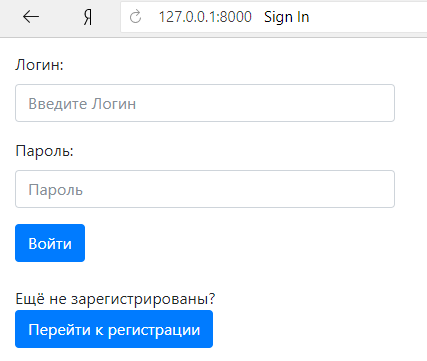 Я 127.0.0.1:8000 Sign In
Логин:
Введите Логин
Пароль:
Пароль
Войти
Ещё не зарегистрированы?
Перейти к регистрации